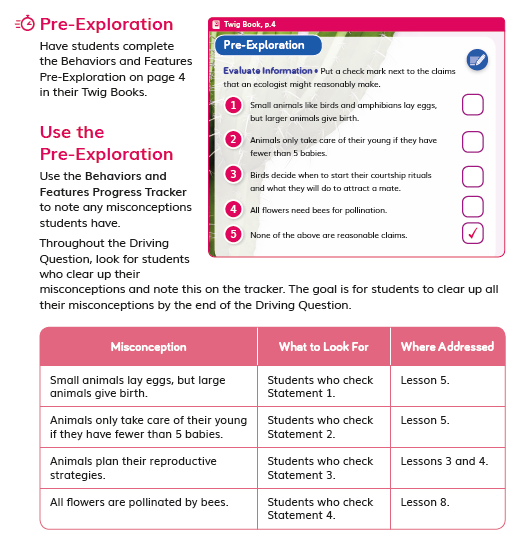 Pre-Exploration
Have students complete
the Behaviors and Features
Pre-Exploration on page 4
in their Twig Books.
Twig Book, p.4
Pre-Exploration
Evaluate Information • Put a check mark next to the claims
that an ecologist might reasonably make.
1 Small animals like birds and amphibians lay eggs,
but larger animals give birth.
2 Animals only take care of their young if they have
fewer than 5 babies.
3 Birds decide when to start their courtship rituals
and what they will do to attract a mate.
4 All flowers need bees for pollination.
5 None of the above are reasonable claims. ✓
Use the
Pre-Exploration
Use the Behaviors and
Features Progress Tracker
to note any misconceptions
students have.
Throughout the Driving
Question, look for students
who clear up their
misconceptions and note this on the tracker. The goal is for students to clear up all
their misconceptions by the end of the Driving Question.
Misconception What to Look For Where Addressed
Small animals lay eggs, but large Students who check Lesson 5.
animals give birth. Statement 1.
Animals only take care of their young Students who check Lesson 5.
if they have fewer than 5 babies. Statement 2.
Animals plan their reproductive Students who check Lessons 3 and 4.
strategies. Statement 3.
All flowers are pollinated by bees. Students who check Lesson 8.
Statement 4.